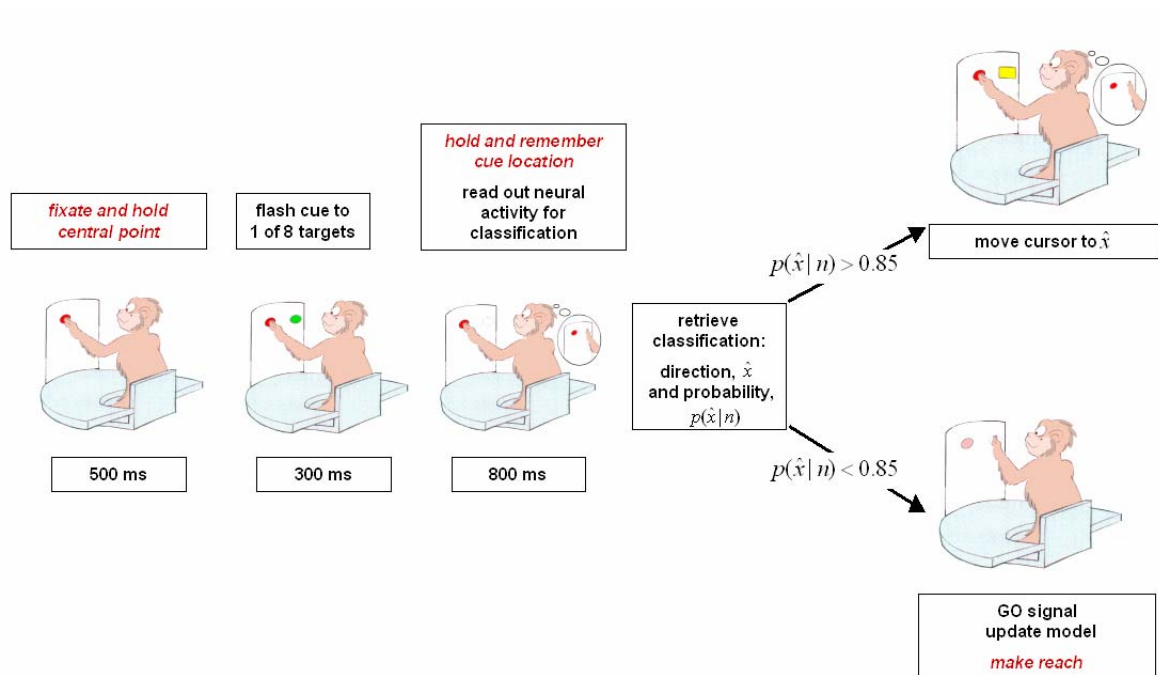 fixate and hold
central point
500 ms
flash cue to
1 of 8 targets
300 ms
hold and remember
cue location
read out neural
activity for
classification
800 ms
retrieve
classification:
direction, x̂
and probability,
p(x̂|n)
p(x̂|n) > 0.85
move cursor to x̂
p(x̂|n) < 0.85
GO signal
update model
make reach